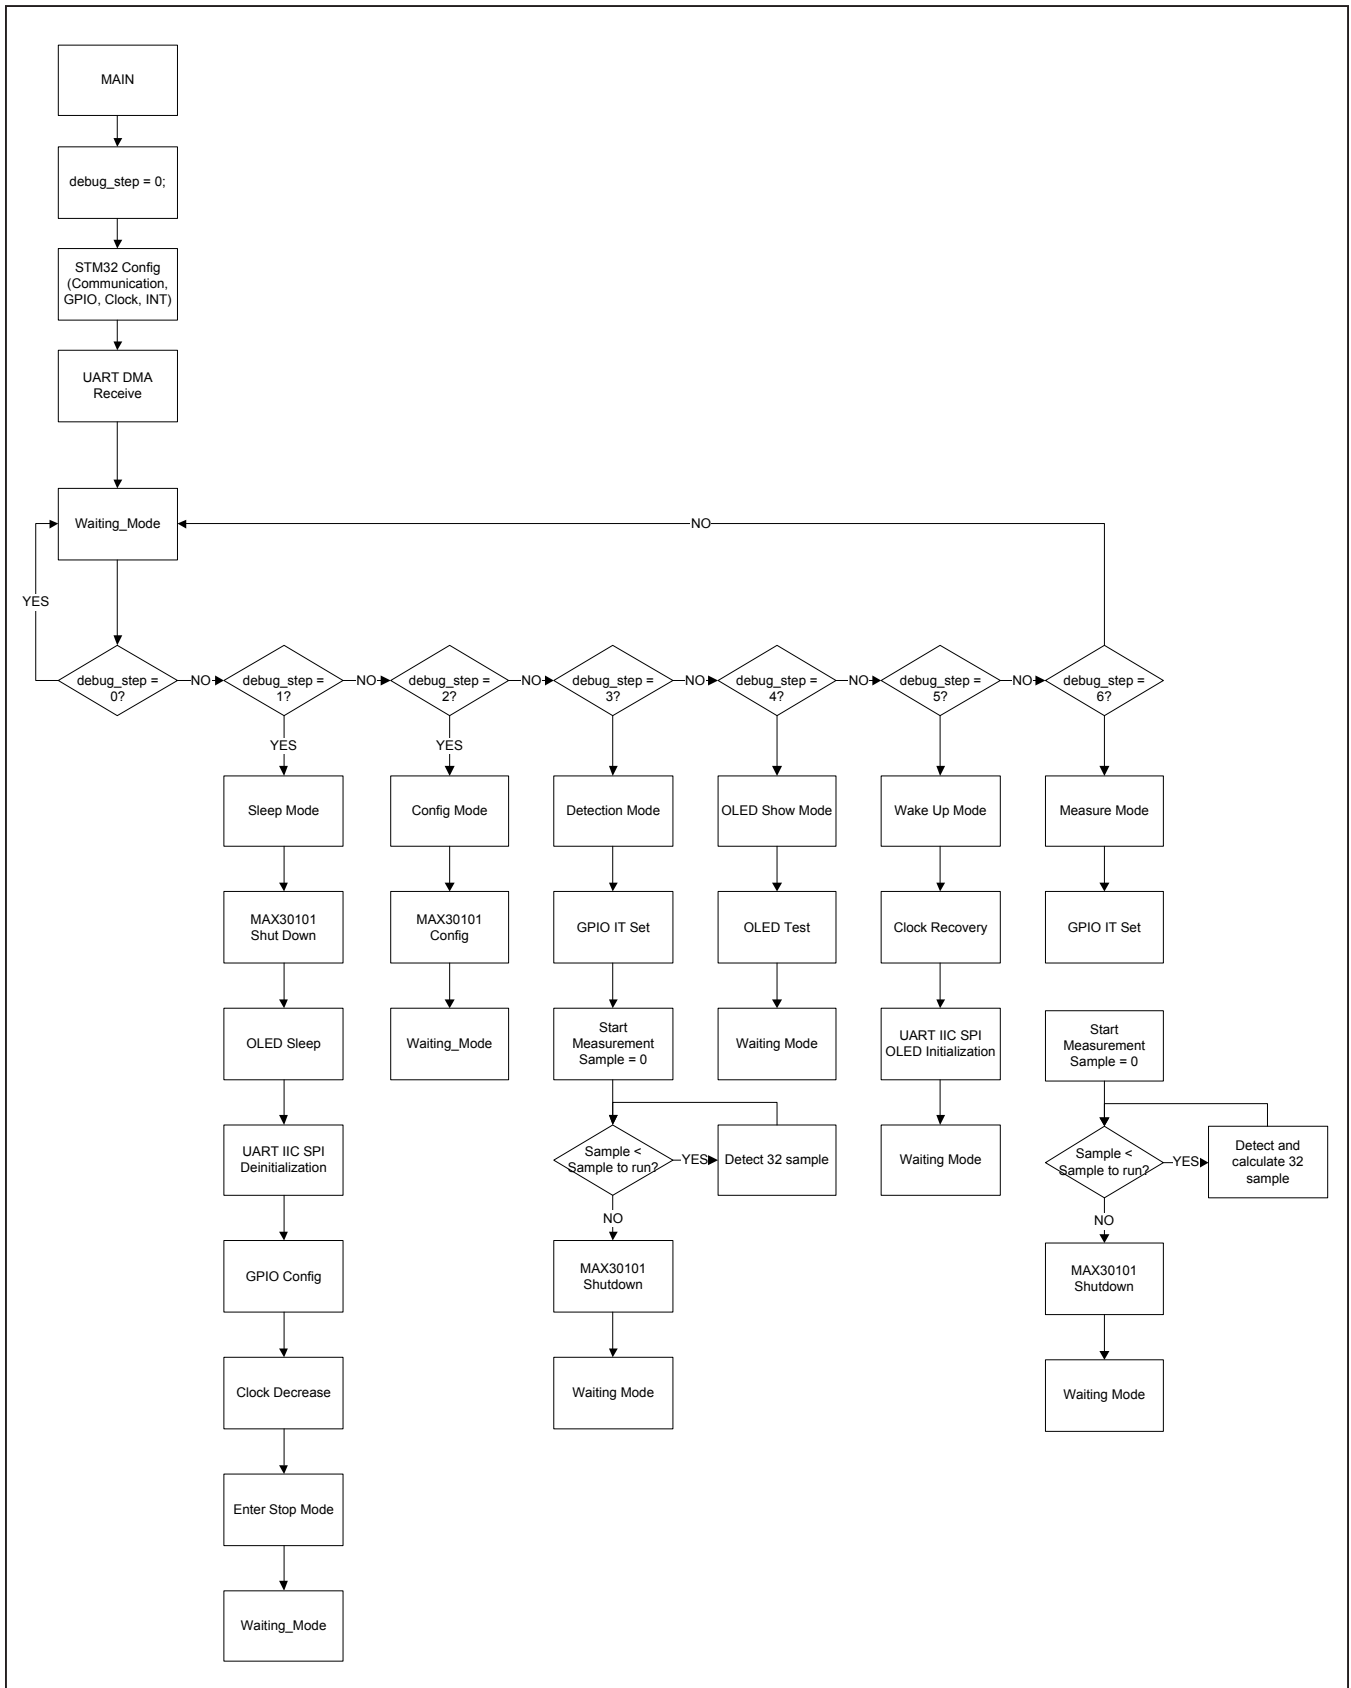 MAIN
debug_step = 0;
STM32 Config
(Communication,
GPIO, Clock, INT)
UART DMA
Receive
Waiting_Mode
NO
YES
debug_step =
0?
NO
debug_step =
1?
NO
debug_step =
2?
NO
debug_step =
3?
NO
debug_step =
4?
NO
debug_step =
5?
NO
debug_step =
6?
YES
Sleep Mode
MAX30101
Shut Down
OLED Sleep
UART IIC SPI
Deinitialization
GPIO Config
Clock Decrease
Enter Stop Mode
Waiting_Mode
YES
Config Mode
MAX30101
Config
Waiting_Mode
Detection Mode
GPIO IT Set
Start
Measurement
Sample = 0
Sample <
Sample to run?
YES
Detect 32 sample
NO
MAX30101
Shutdown
Waiting Mode
OLED Show Mode
OLED Test
Waiting Mode
Wake Up Mode
Clock Recovery
UART IIC SPI
OLED Initialization
Waiting Mode
Measure Mode
GPIO IT Set
Start
Measurement
Sample = 0
Sample <
Sample to run?
YES
Detect and
calculate 32
sample
NO
MAX30101
Shutdown
Waiting Mode